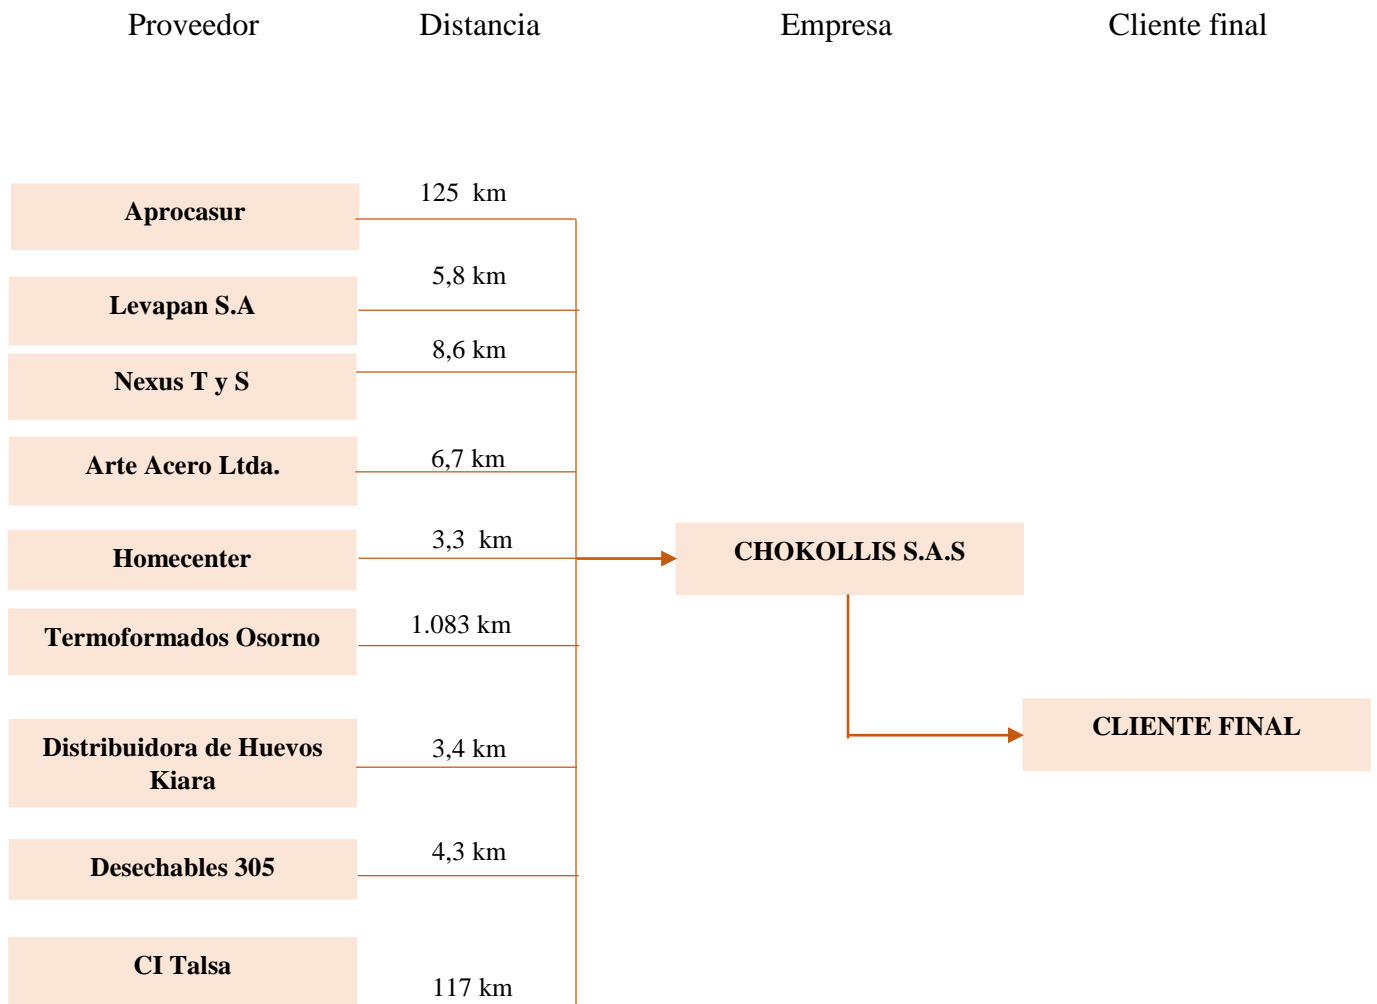 Proveedor Distancia Empresa Cliente final
Aprocasur
125 km
Levapan S.A
5,8 km
Nexus T y S
8,6 km
Arte Acero Ltda.
6,7 km
Homecenter
3,3 km
CHOKOLLIS S.A.S
Termoformados Osorno
1.083 km
CLIENTE FINAL
Distribuidora de Huevos
Kiara
3,4 km
Desechables 305
4,3 km
CI Talsa
117 km